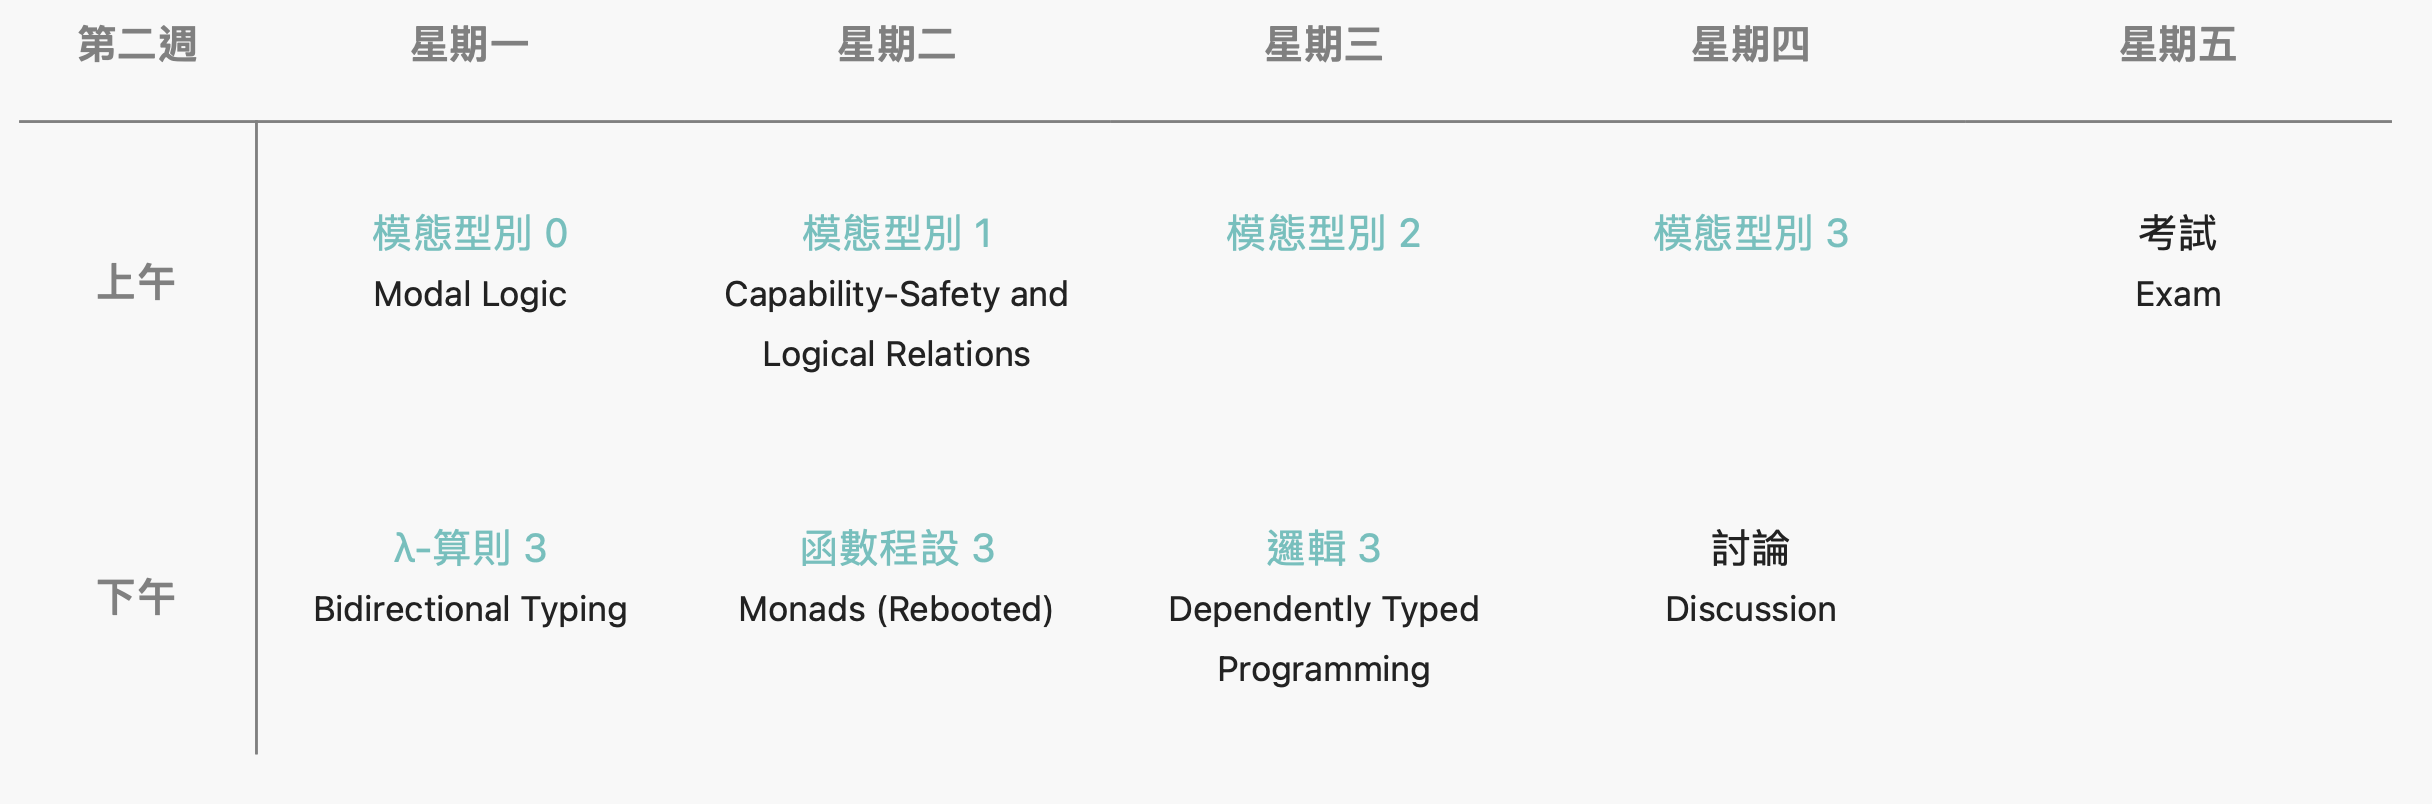 第二週 星期一 星期二 星期三 星期四 星期五
上午
模態型別 0
Modal Logic
模態型別 1
Capability-Safety and
Logical Relations
模態型別 2
模態型別 3
考試
Exam
下午
λ-算則 3
Bidirectional Typing
函數程設 3
Monads (Rebooted)
邏輯 3
Dependently Typed
Programming
討論
Discussion